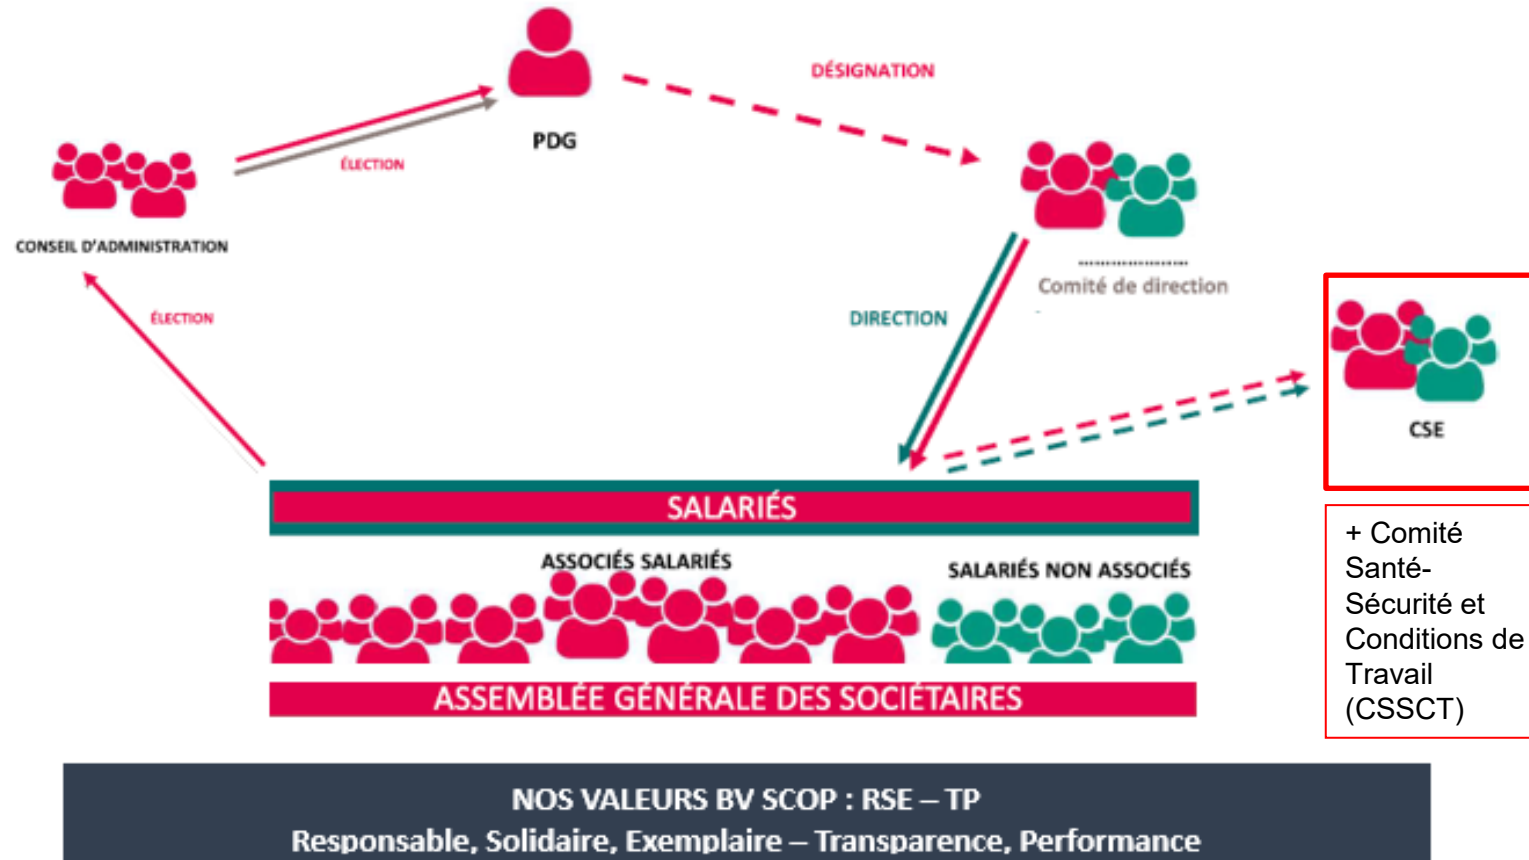 DÉSIGNATION
PDG
ÉLECTION
CONSEIL D'ADMINISTRATION
ÉLECTION
Comité de direction
DIRECTION
CSE
SALARIÉS
ASSOCIÉS SALARIÉS
SALARIÉS NON ASSOCIÉS
ASSEMBLÉE GÉNÉRALE DES SOCIÉTAIRES
+ Comité
Santé-
Sécurité et
Conditions de
Travail
(CSSCT)
NOS VALEURS BV SCOP : RSE – TP
Responsable, Solidaire, Exemplaire – Transparence, Performance